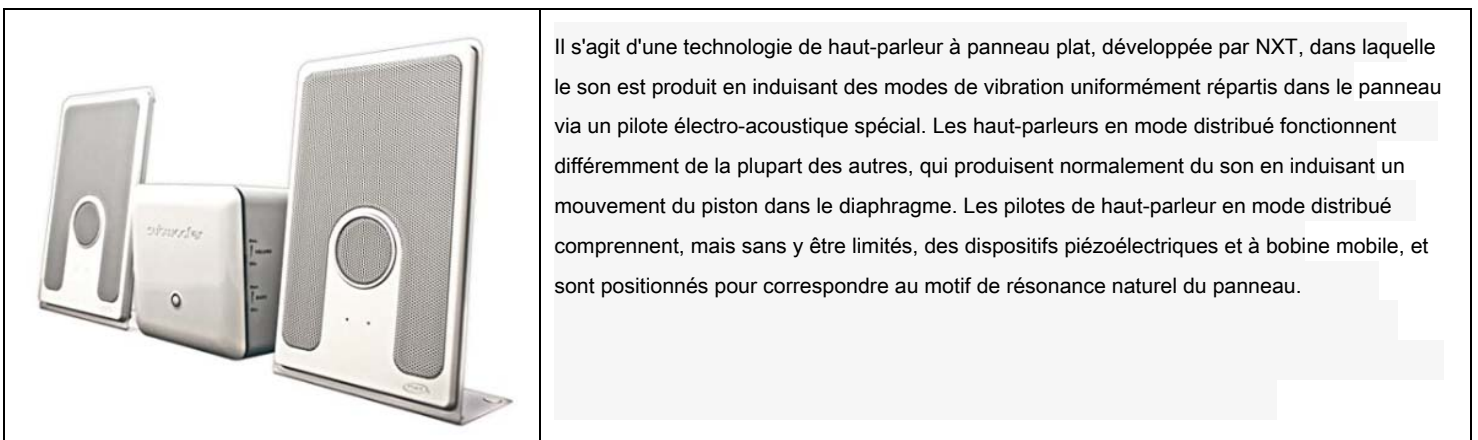 Il s'agit d'une technologie de haut-parleur à panneau plat, développée par NXT, dans laquelle
le son est produit en induisant des modes de vibration uniformément répartis dans le panneau
via un pilote électro-acoustique spécial. Les haut-parleurs en mode distribué fonctionnent
différemment de la plupart des autres, qui produisent normalement du son en induisant un
mouvement du piston dans le diaphragme. Les pilotes de haut-parleur en mode distribué
comprennent, mais sans y être limités, des dispositifs piézoélectriques et à bobine mobile, et
sont positionnés pour correspondre au motif de résonance naturel du panneau.